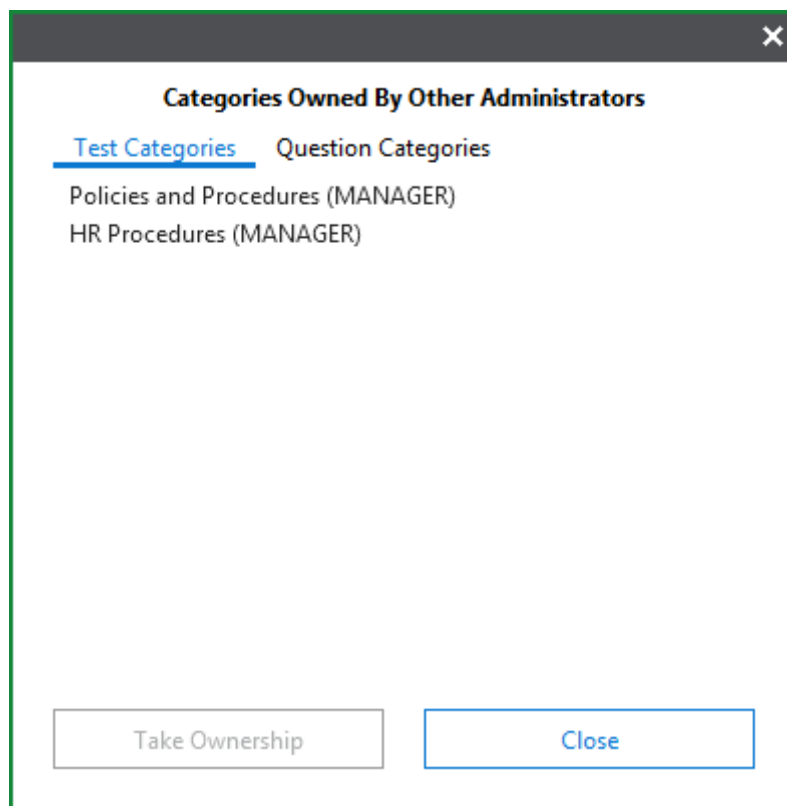 Categories Owned By Other Administrators
Test Categories Question Categories
Policies and Procedures (MANAGER)
HR Procedures (MANAGER)
Take Ownership Close